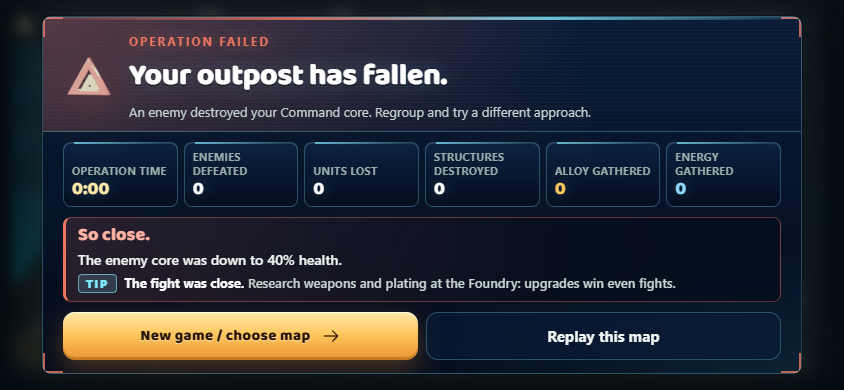 OPERATION FAILED
Your outpost has fallen.
An enemy destroyed your Command core. Regroup and try a different approach.
OPERATION TIME
0:00
ENEMIES
DEFEATED
0
UNITS LOST
0
STRUCTURES
DESTROYED
0
ALLOY GATHERED
0
ENERGY
GATHERED
0
So close.
The enemy core was down to 40% health.
TIP The fight was close. Research weapons and plating at the Foundry: upgrades win even fights.
New game / choose map →
Replay this map